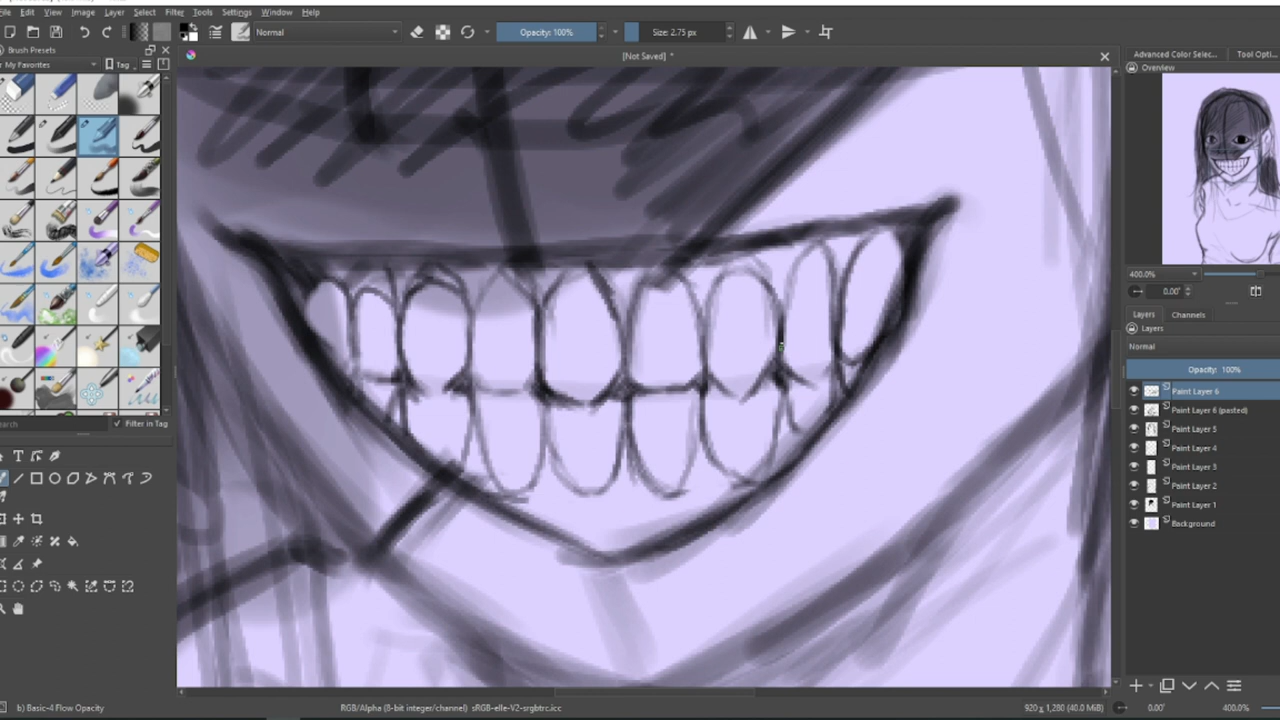 File Edit View Image Layer Select Filter Tools Settings Window Help
Normal Opacity: 100% Size: 2.75 px
Brush Presets
[Not Saved] *
Advanced Color Selec... Tool Opti...
My Favorites Tag
Overview
400.0%
0.00°
Layers Channels
Layers
Normal
Opacity: 100%
Paint Layer 6
Paint Layer 6 (pasted)
Paint Layer 5
Paint Layer 4
Paint Layer 3
Paint Layer 2
Paint Layer 1
Background
Filter in Tag
b) Basic-4 Flow Opacity
RGB/Alpha (8-bit integer/channel) sRGB-elle-V2-srgbtrc.icc
920 x 1,280 (40.0 MiB)
0.00°
400.0%